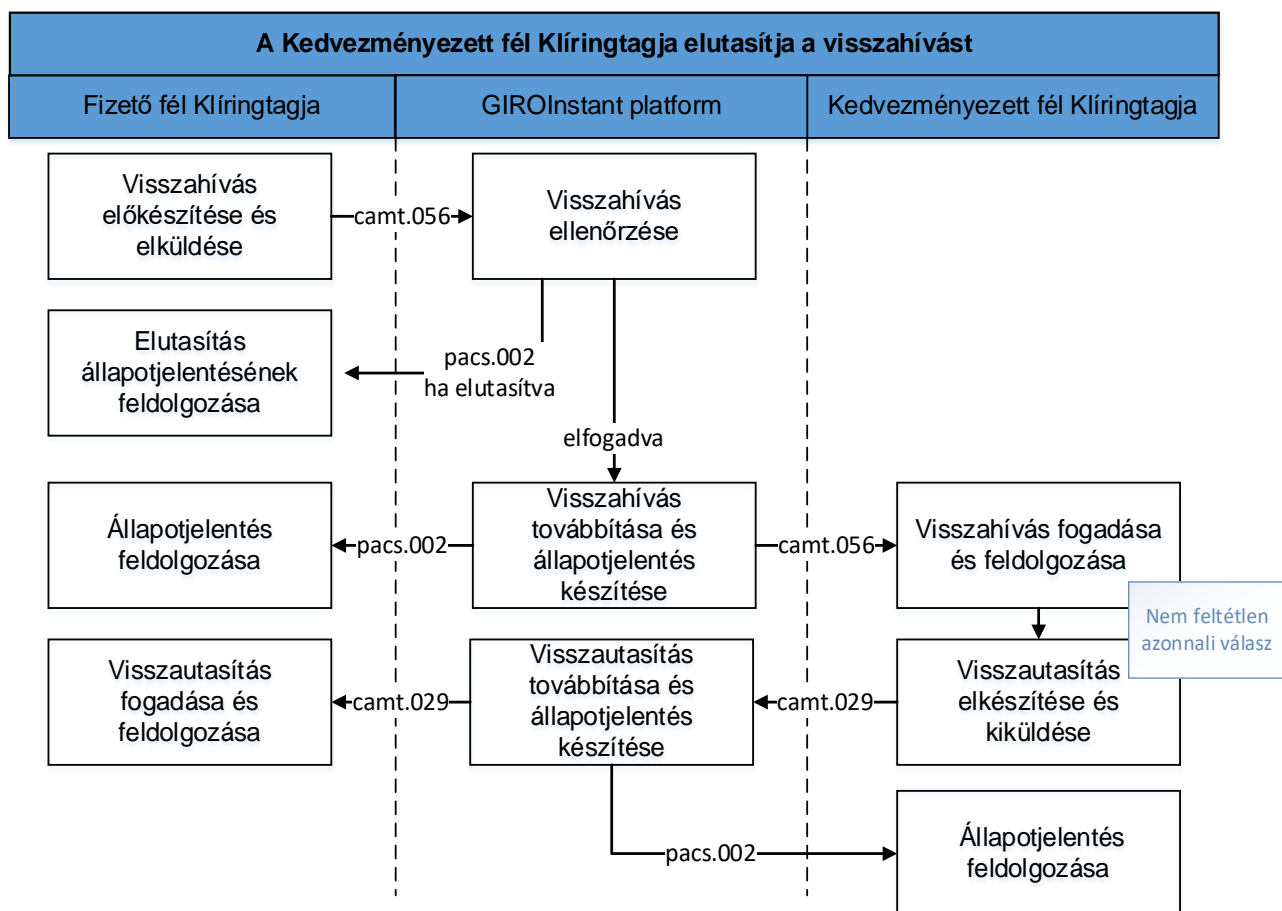 A Kedvezményezett fél Klíringtagja elutasítja a visszahívást
Fizető fél Klíringtagja
GIROInstant platform
Kedvezményezett fél Klíringtagja
Visszahívás
előkészítése és
elküldése
camt.056
Visszahívás
ellenőrzése
Elutasítás
állapotjelentésének
feldolgozása
pacs.002
ha elutasítva
elfogadva
Állapotjelentés
feldolgozása
pacs.002
Visszahívás
továbbítása és
állapotjelentés
készítése
camt.056
Visszahívás fogadása
és feldolgozása
Nem feltétlen
azonnali válasz
Visszautasítás
fogadása és
feldolgozása
camt.029
Visszautasítás
továbbítása és
állapotjelentés
készítése
camt.029
Visszautasítás
elkészítése és
kiküldése
pacs.002
Állapotjelentés
feldolgozása